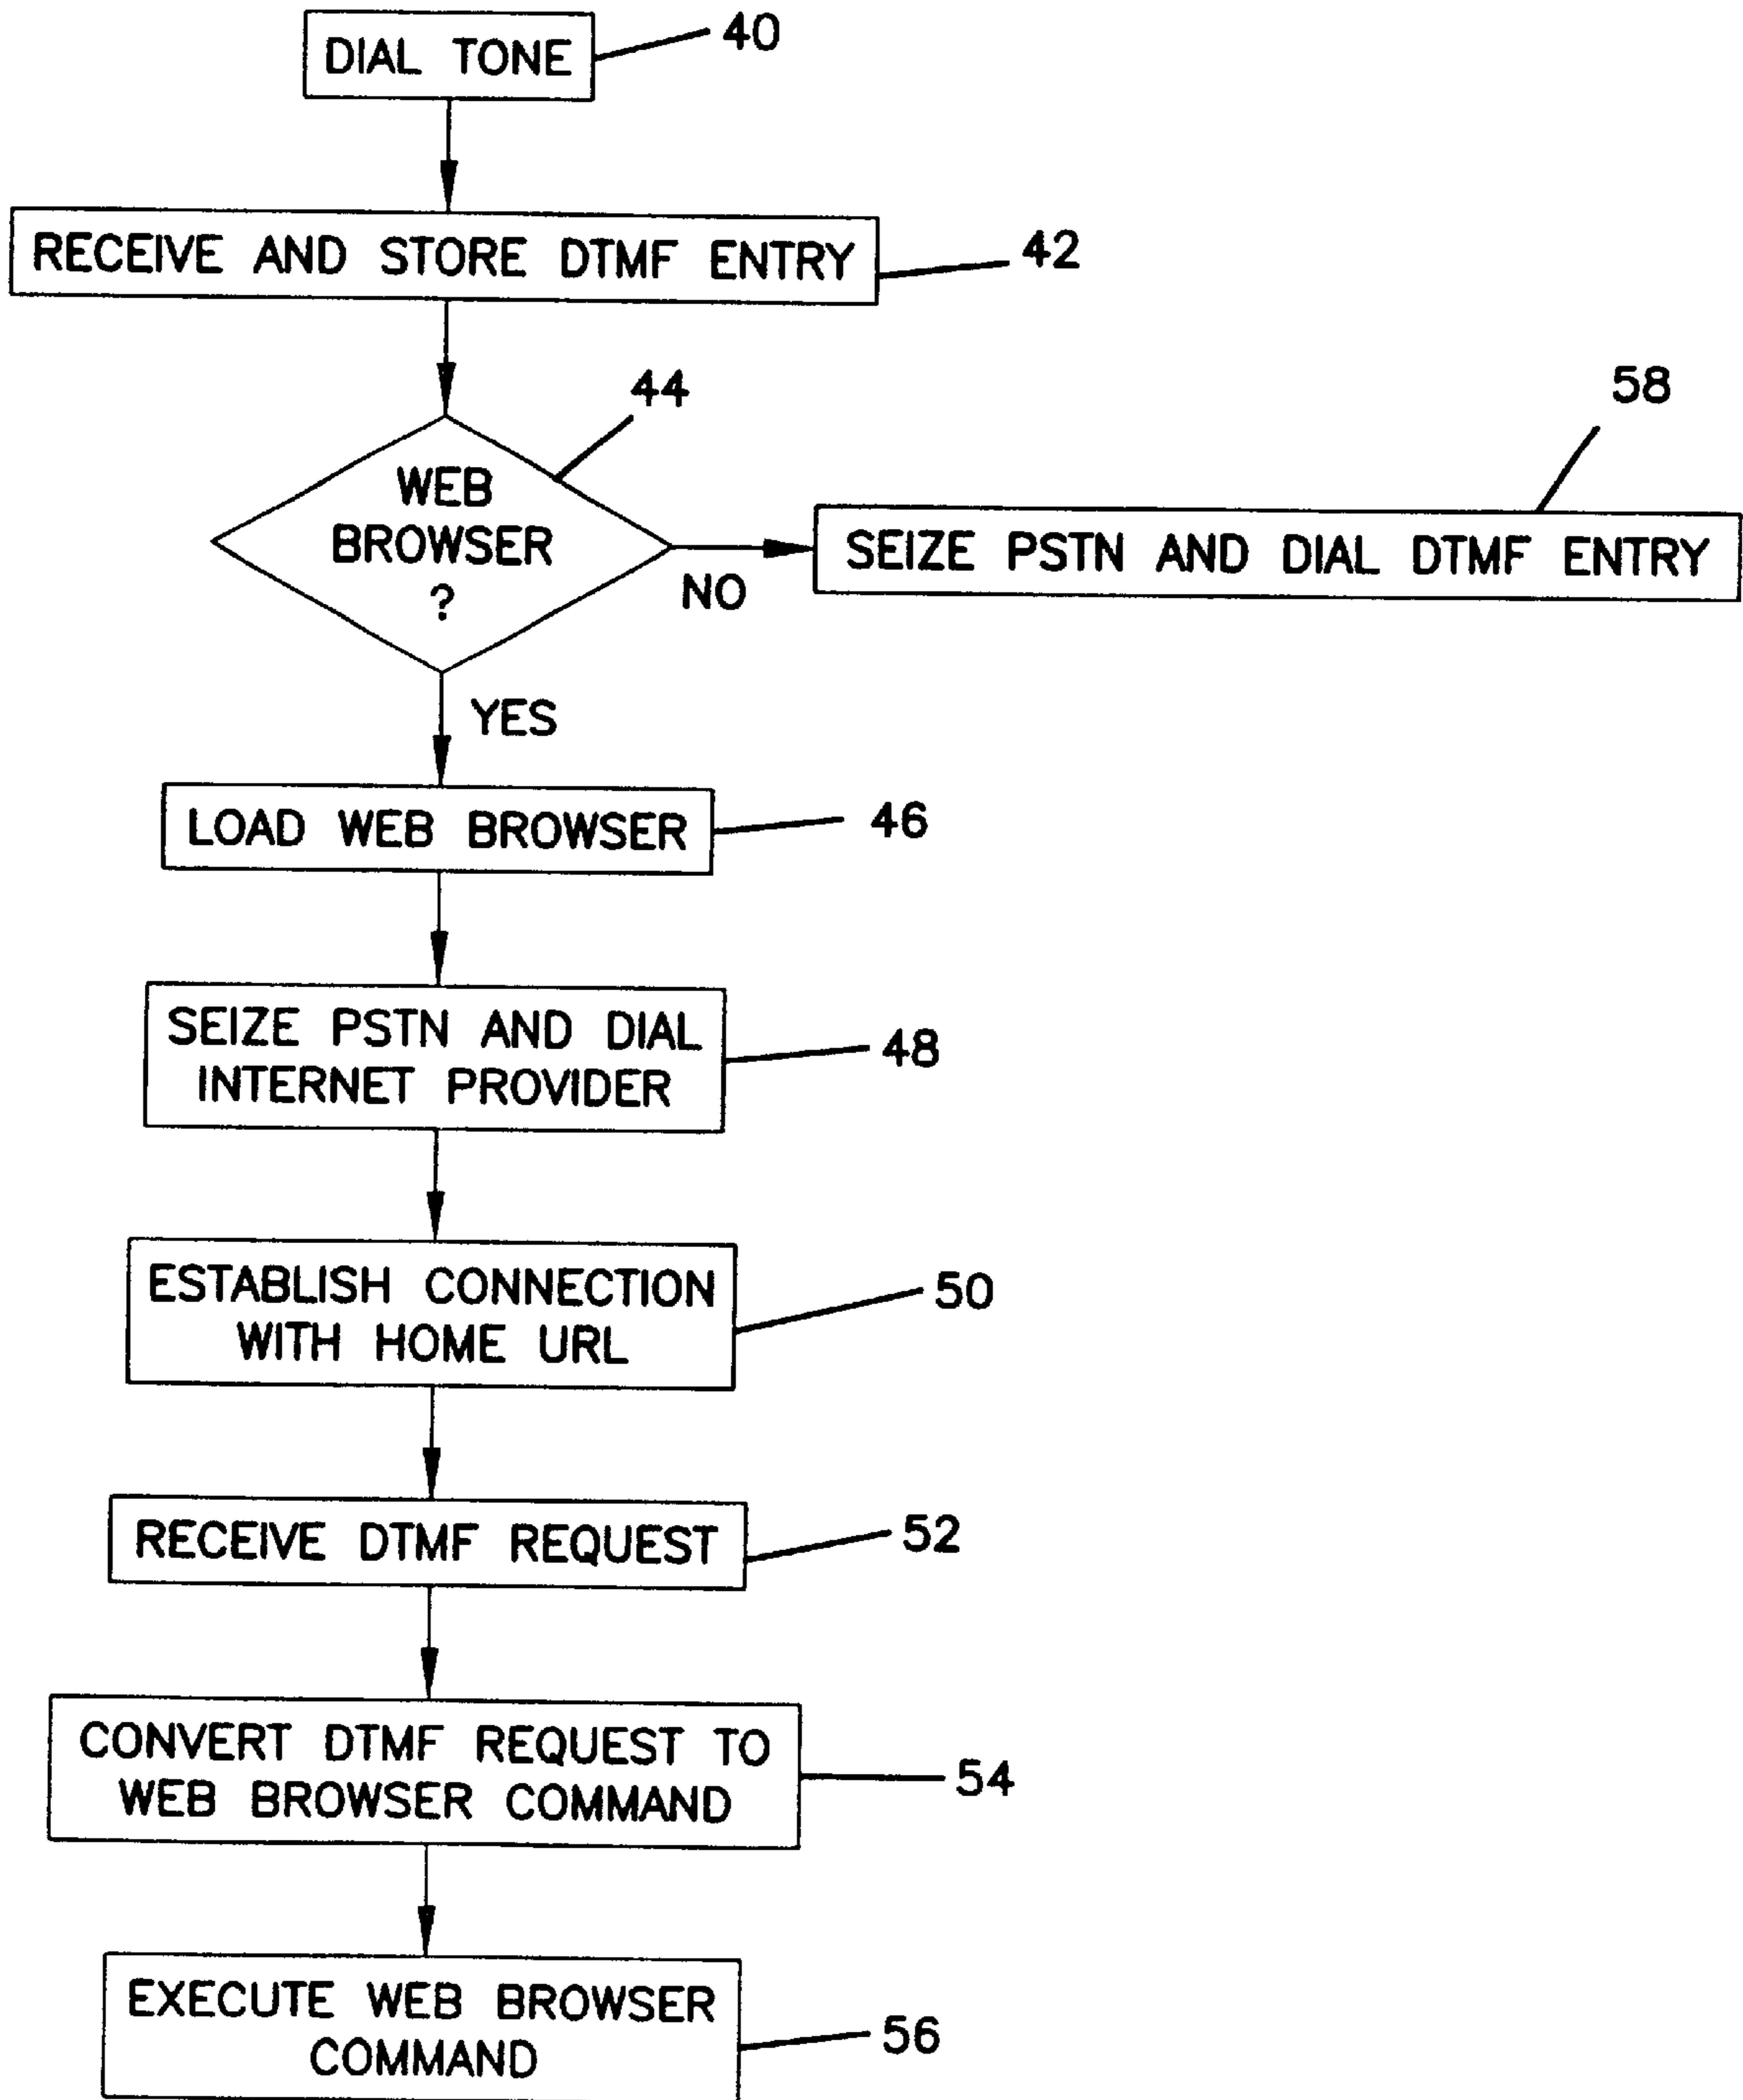 DIAL TONE
40
RECEIVE AND STORE DTMF ENTRY
42
44
WEB
BROWSER
?
58
SEIZE PSTN AND DIAL DTMF ENTRY
NO
YES
LOAD WEB BROWSER
46
SEIZE PSTN AND DIAL
INTERNET PROVIDER
48
ESTABLISH CONNECTION
WITH HOME URL
50
RECEIVE DTMF REQUEST
52
CONVERT DTMF REQUEST TO
WEB BROWSER COMMAND
54
EXECUTE WEB BROWSER
COMMAND
56